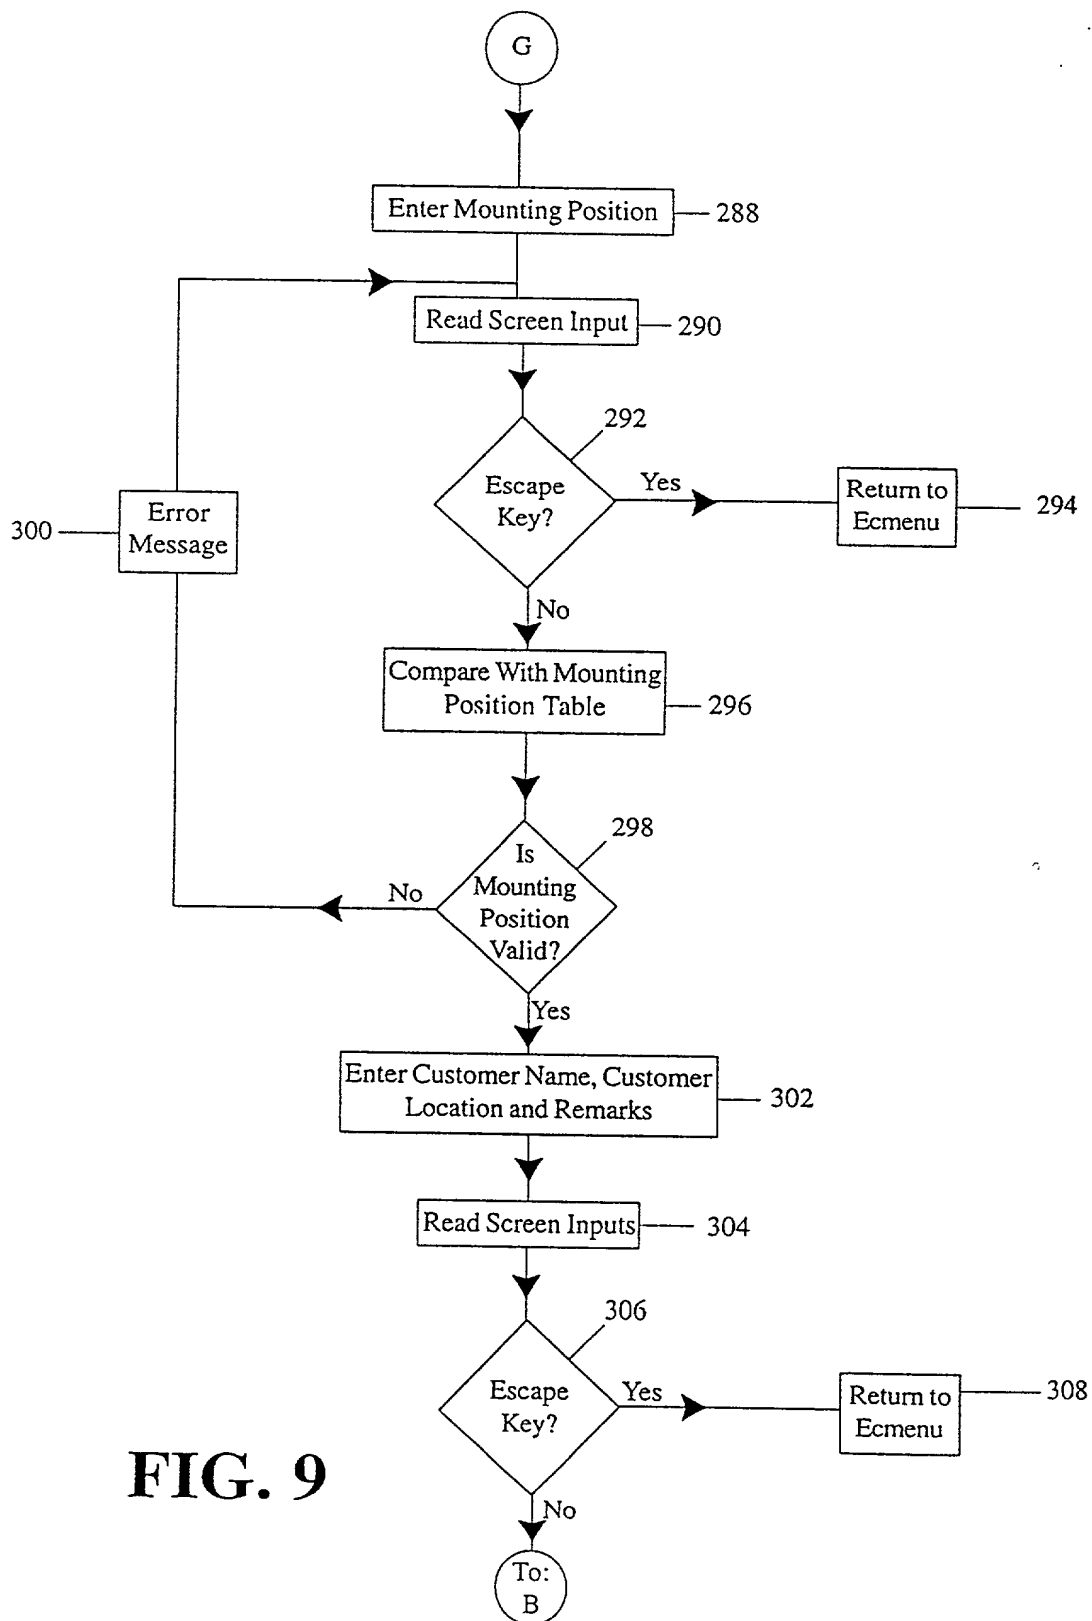 G
Enter Mounting Position
288
Read Screen Input
290
292
Escape
Key?
Yes
Return to
Ecmenu
294
300
Error
Message
No
Compare With Mounting
Position Table
296
298
Is
Mounting
Position
Valid?
No
Yes
Enter Customer Name, Customer
Location and Remarks
302
Read Screen Inputs
304
306
Escape
Key?
Yes
Return to
Ecmenu
308
FIG. 9
No
To:
B